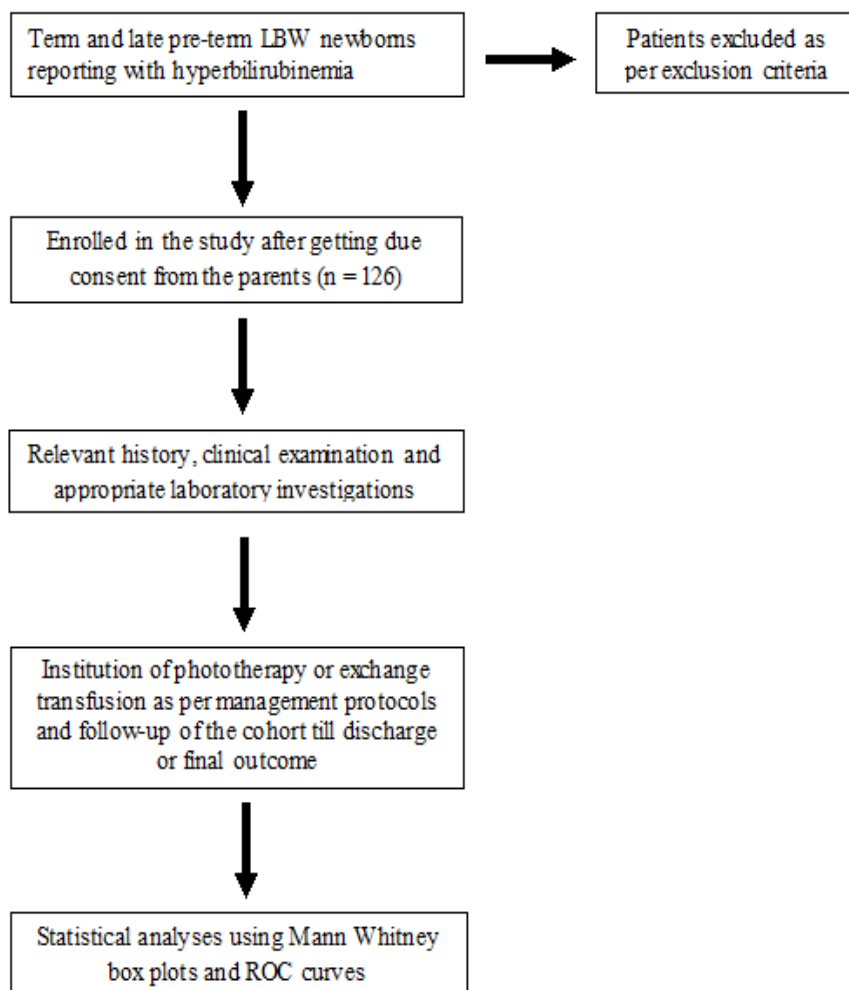 Term and late pre-term LBW newborns
reporting with hyperbilirubinemia
Patients excluded as
per exclusion criteria
Enrolled in the study after getting due
consent from the parents (n = 126)
Relevant history, clinical examination and
appropriate laboratory investigations
Institution of phototherapy or exchange
transfusion as per management protocols
and follow-up of the cohort till discharge
or final outcome
Statistical analyses using Mann Whitney
box plots and ROC curves